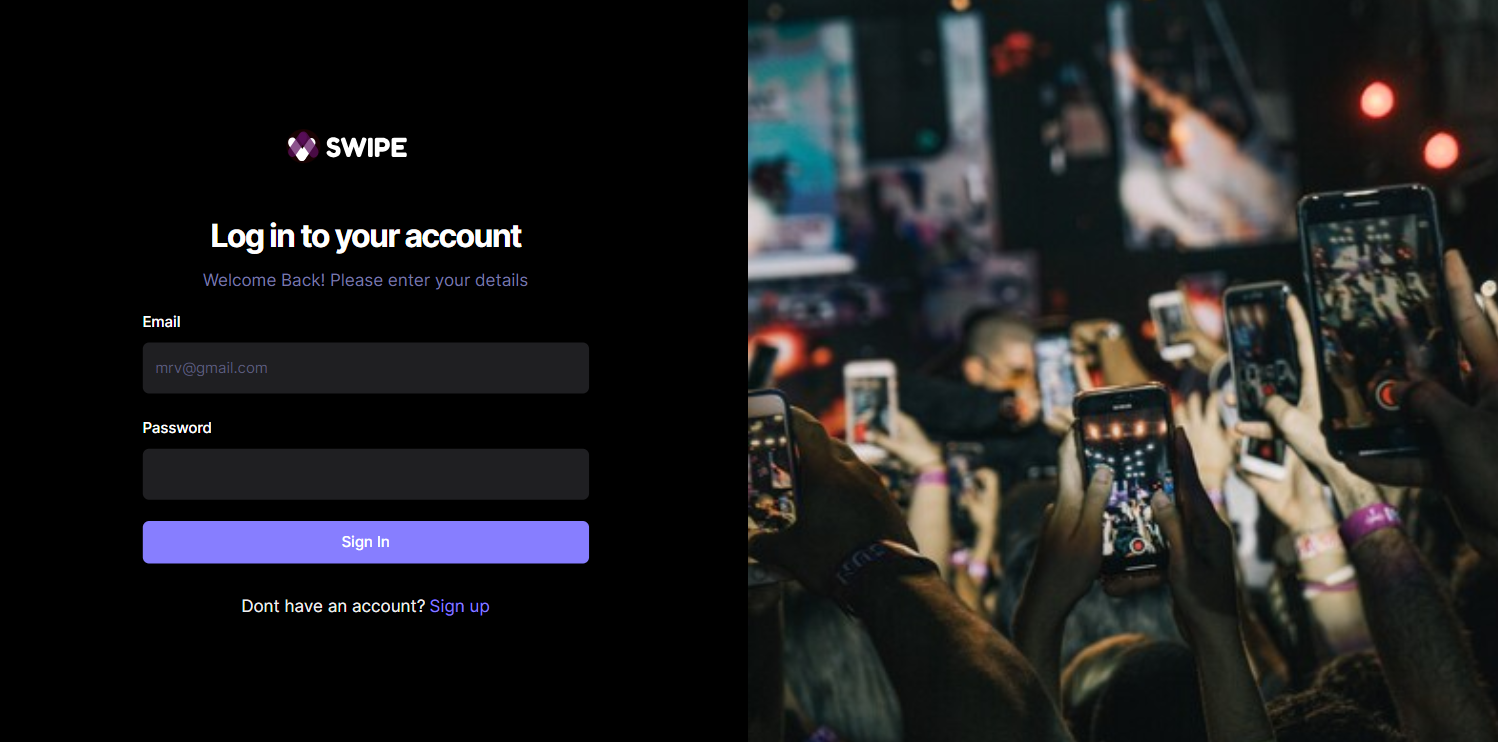 SWIPE
Log in to your account
Welcome Back! Please enter your details
Email
mrv@gmail.com
Password
Sign In
Dont have an account? Sign up